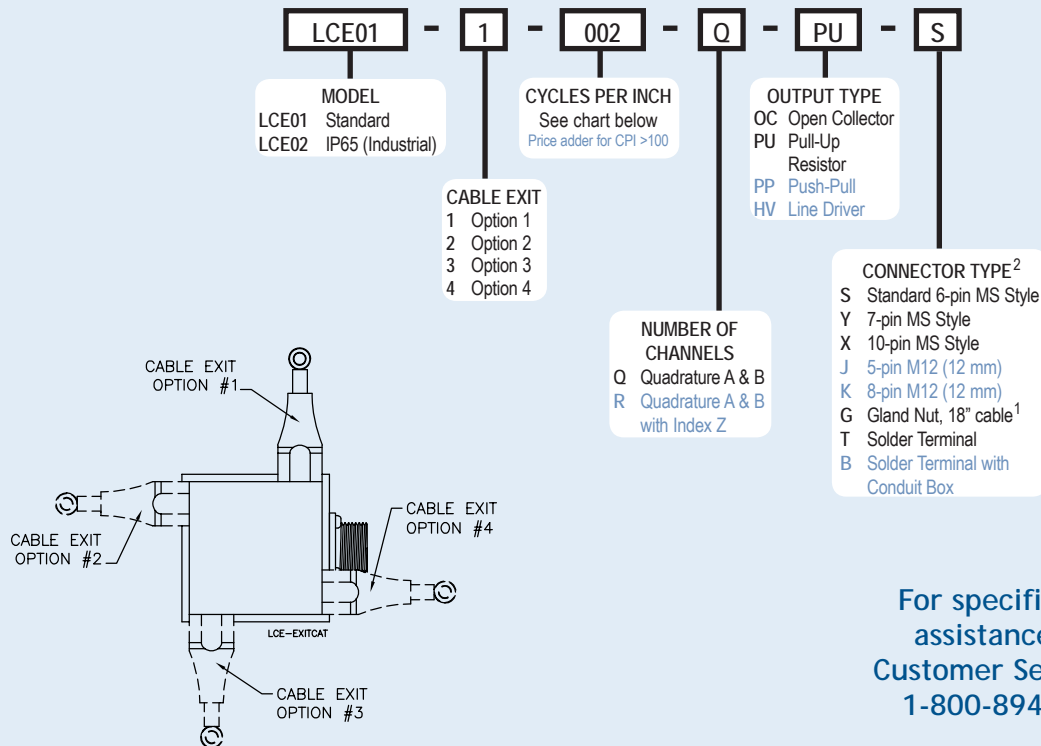 LCE01 - 1 - 002 - Q - PU - S
MODEL
LCE01 Standard
LCE02 IP65 (Industrial)
CABLE EXIT
1 Option 1
2 Option 2
3 Option 3
4 Option 4
CYCLES PER INCH
See chart below
Price adder for CPI >100
NUMBER OF
CHANNELS
Q Quadrature A & B
R Quadrature A & B
with Index Z
OUTPUT TYPE
OC Open Collector
PU Pull-Up
Resistor
PP Push-Pull
HV Line Driver
CONNECTOR TYPE2
S Standard 6-pin MS Style
Y 7-pin MS Style
X 10-pin MS Style
J 5-pin M12 (12 mm)
K 8-pin M12 (12 mm)
G Gland Nut, 18" cable1
T Solder Terminal
B Solder Terminal with
Conduit Box
CABLE EXIT
OPTION #1
CABLE EXIT
OPTION #2
CABLE EXIT
OPTION #4
LCE-EXITCAT
CABLE EXIT
OPTION #3
For specifi
assistance
Customer Se
1-800-894